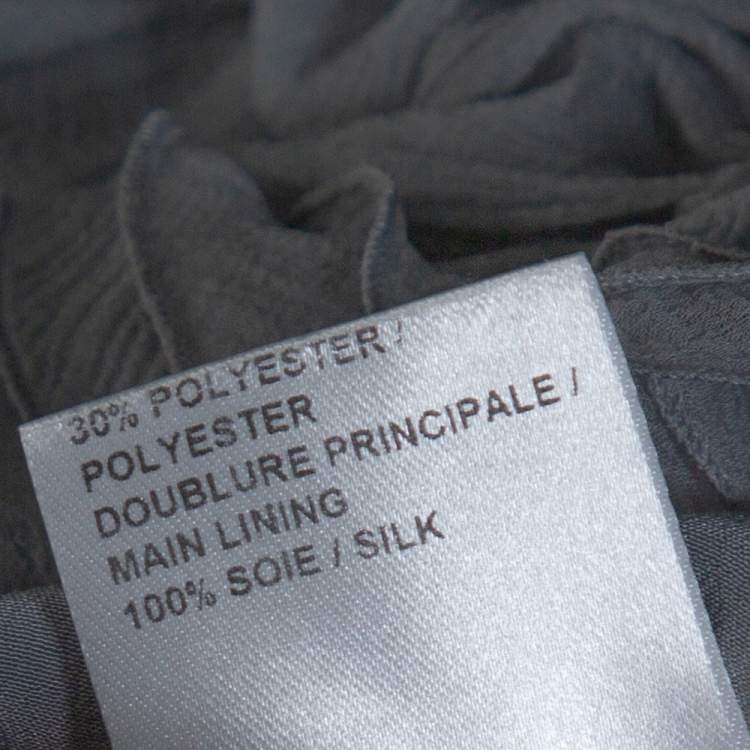 30% POLYESTER /
POLYESTER
DOUBLURE PRINCIPALE /
MAIN LINING
100% SOIE / SILK